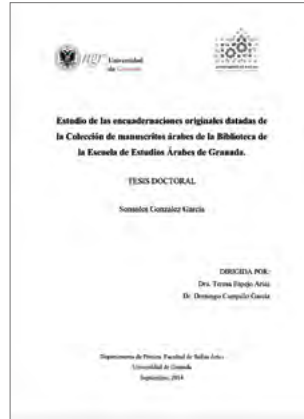 ugr Universidad
de Granada
Estudio de las encuadernaciones originales datadas de
la Colección de manuscritos árabes de la Biblioteca de
la Escuela de Estudios Árabes de Granada.
TESIS DOCTORAL
González García
DIRIGIDA POR:
Dra. Teresa Espejo Arias
Dr. Domingo Campillo García
Departamento de Pintura. Facultad de Bellas Artes
Universidad de Granada
Septiembre, 2014